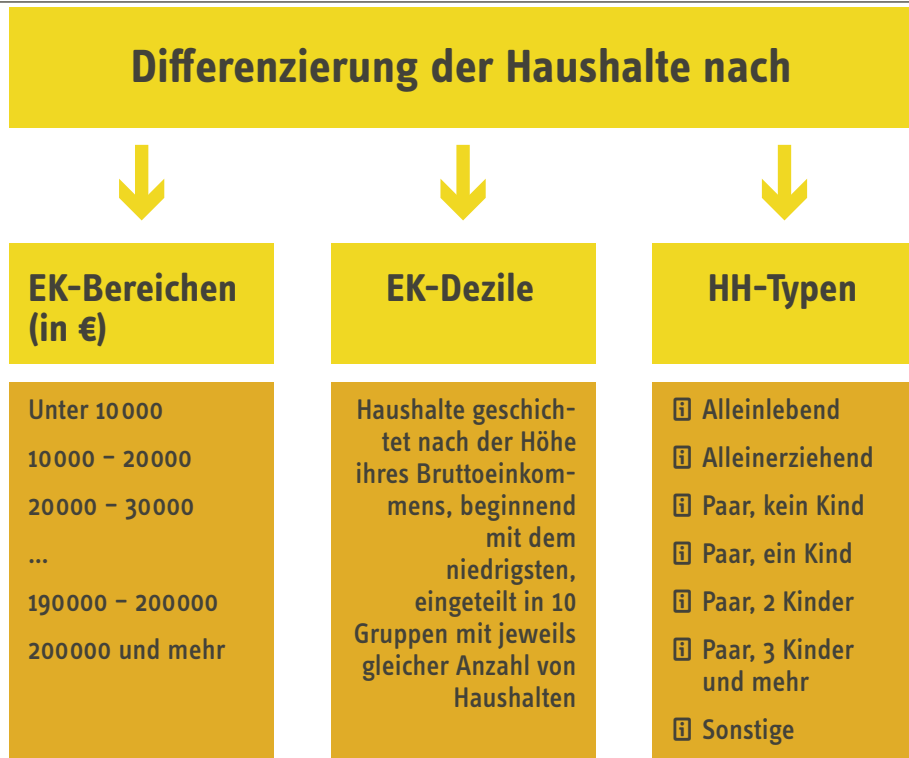 Differenzierung der Haushalte nach
EK-Bereichen
(in €)
Unter 10000
10000 – 20000
20000 – 30000
...
190000 – 200000
200000 und mehr
EK-Dezile
Haushalte geschich-
tet nach der Höhe
ihres Bruttoeinkom-
mens, beginnend
mit dem
niedrigsten,
eingeteilt in 10
Gruppen mit jeweils
gleicher Anzahl von
Haushalten
HH-Typen
Alleinlebend
Alleinerziehend
Paar, kein Kind
Paar, ein Kind
Paar, 2 Kinder
Paar, 3 Kinder
und mehr
Sonstige